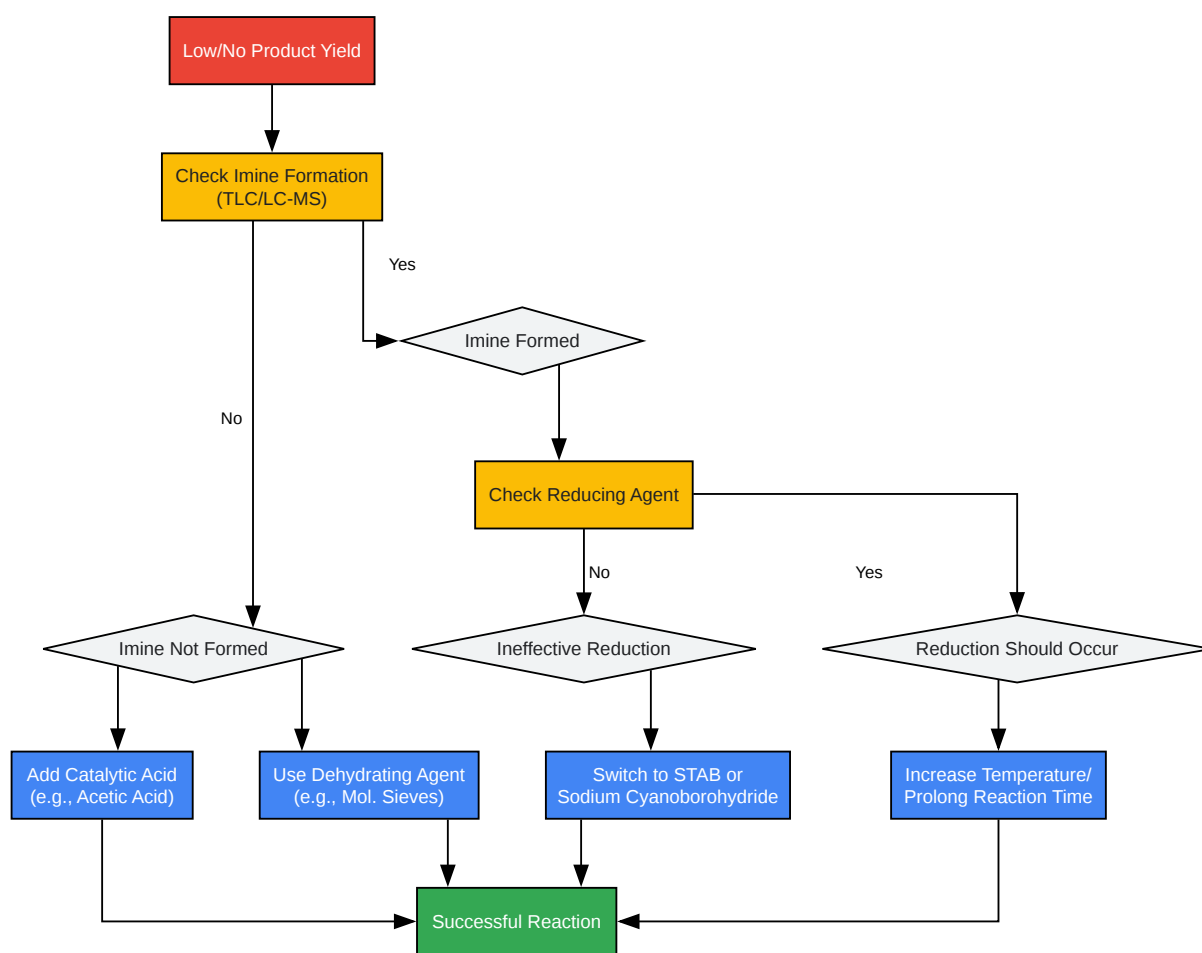 Low/No Product Yield
Check Imine Formation
(TLC/LC-MS)
Yes
Imine Formed
No
Check Reducing Agent
No
Yes
Imine Not Formed
Ineffective Reduction
Reduction Should Occur
Add Catalytic Acid
(e.g., Acetic Acid)
Use Dehydrating Agent
(e.g., Mol. Sieves)
Switch to STAB or
Sodium Cyanoborohydride
Increase Temperature/
Prolong Reaction Time
Successful Reaction